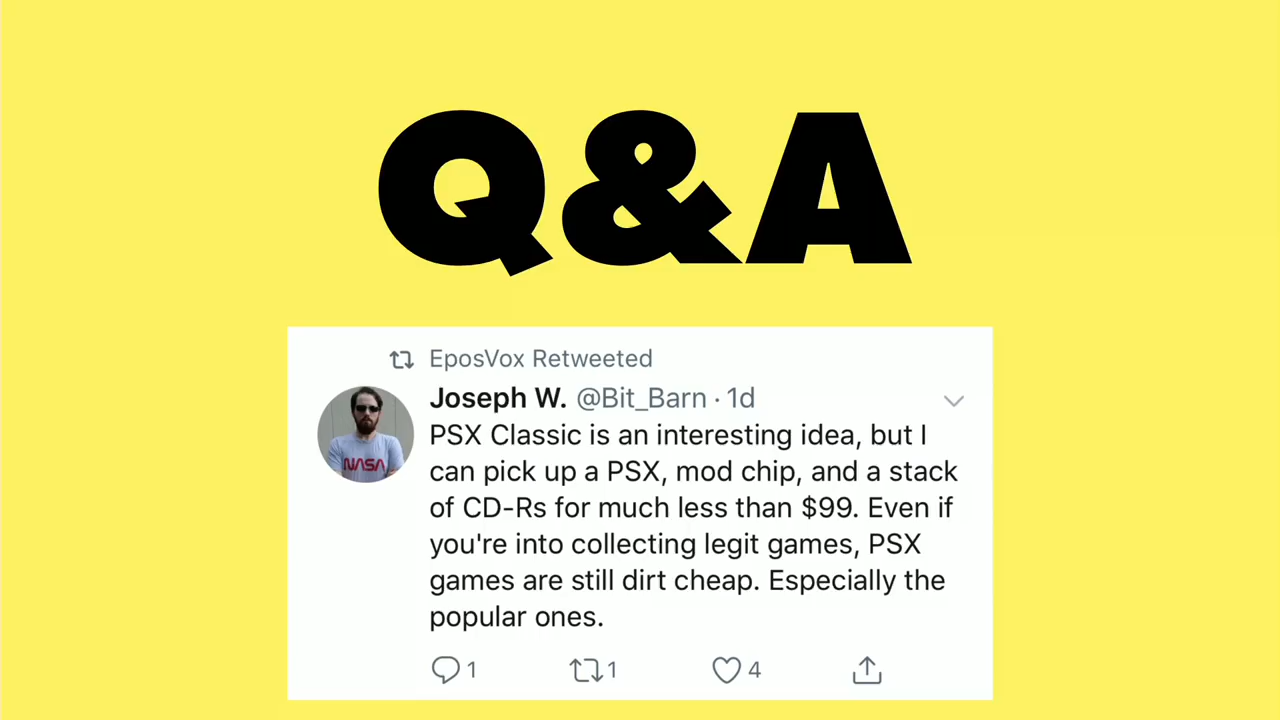 Q&A
EposVox Retweeted
Joseph W. @Bit_Barn · 1d
PSX Classic is an interesting idea, but I
can pick up a PSX, mod chip, and a stack
of CD-Rs for much less than $99. Even if
you're into collecting legit games, PSX
games are still dirt cheap. Especially the
popular ones.
NASA
1 1 4